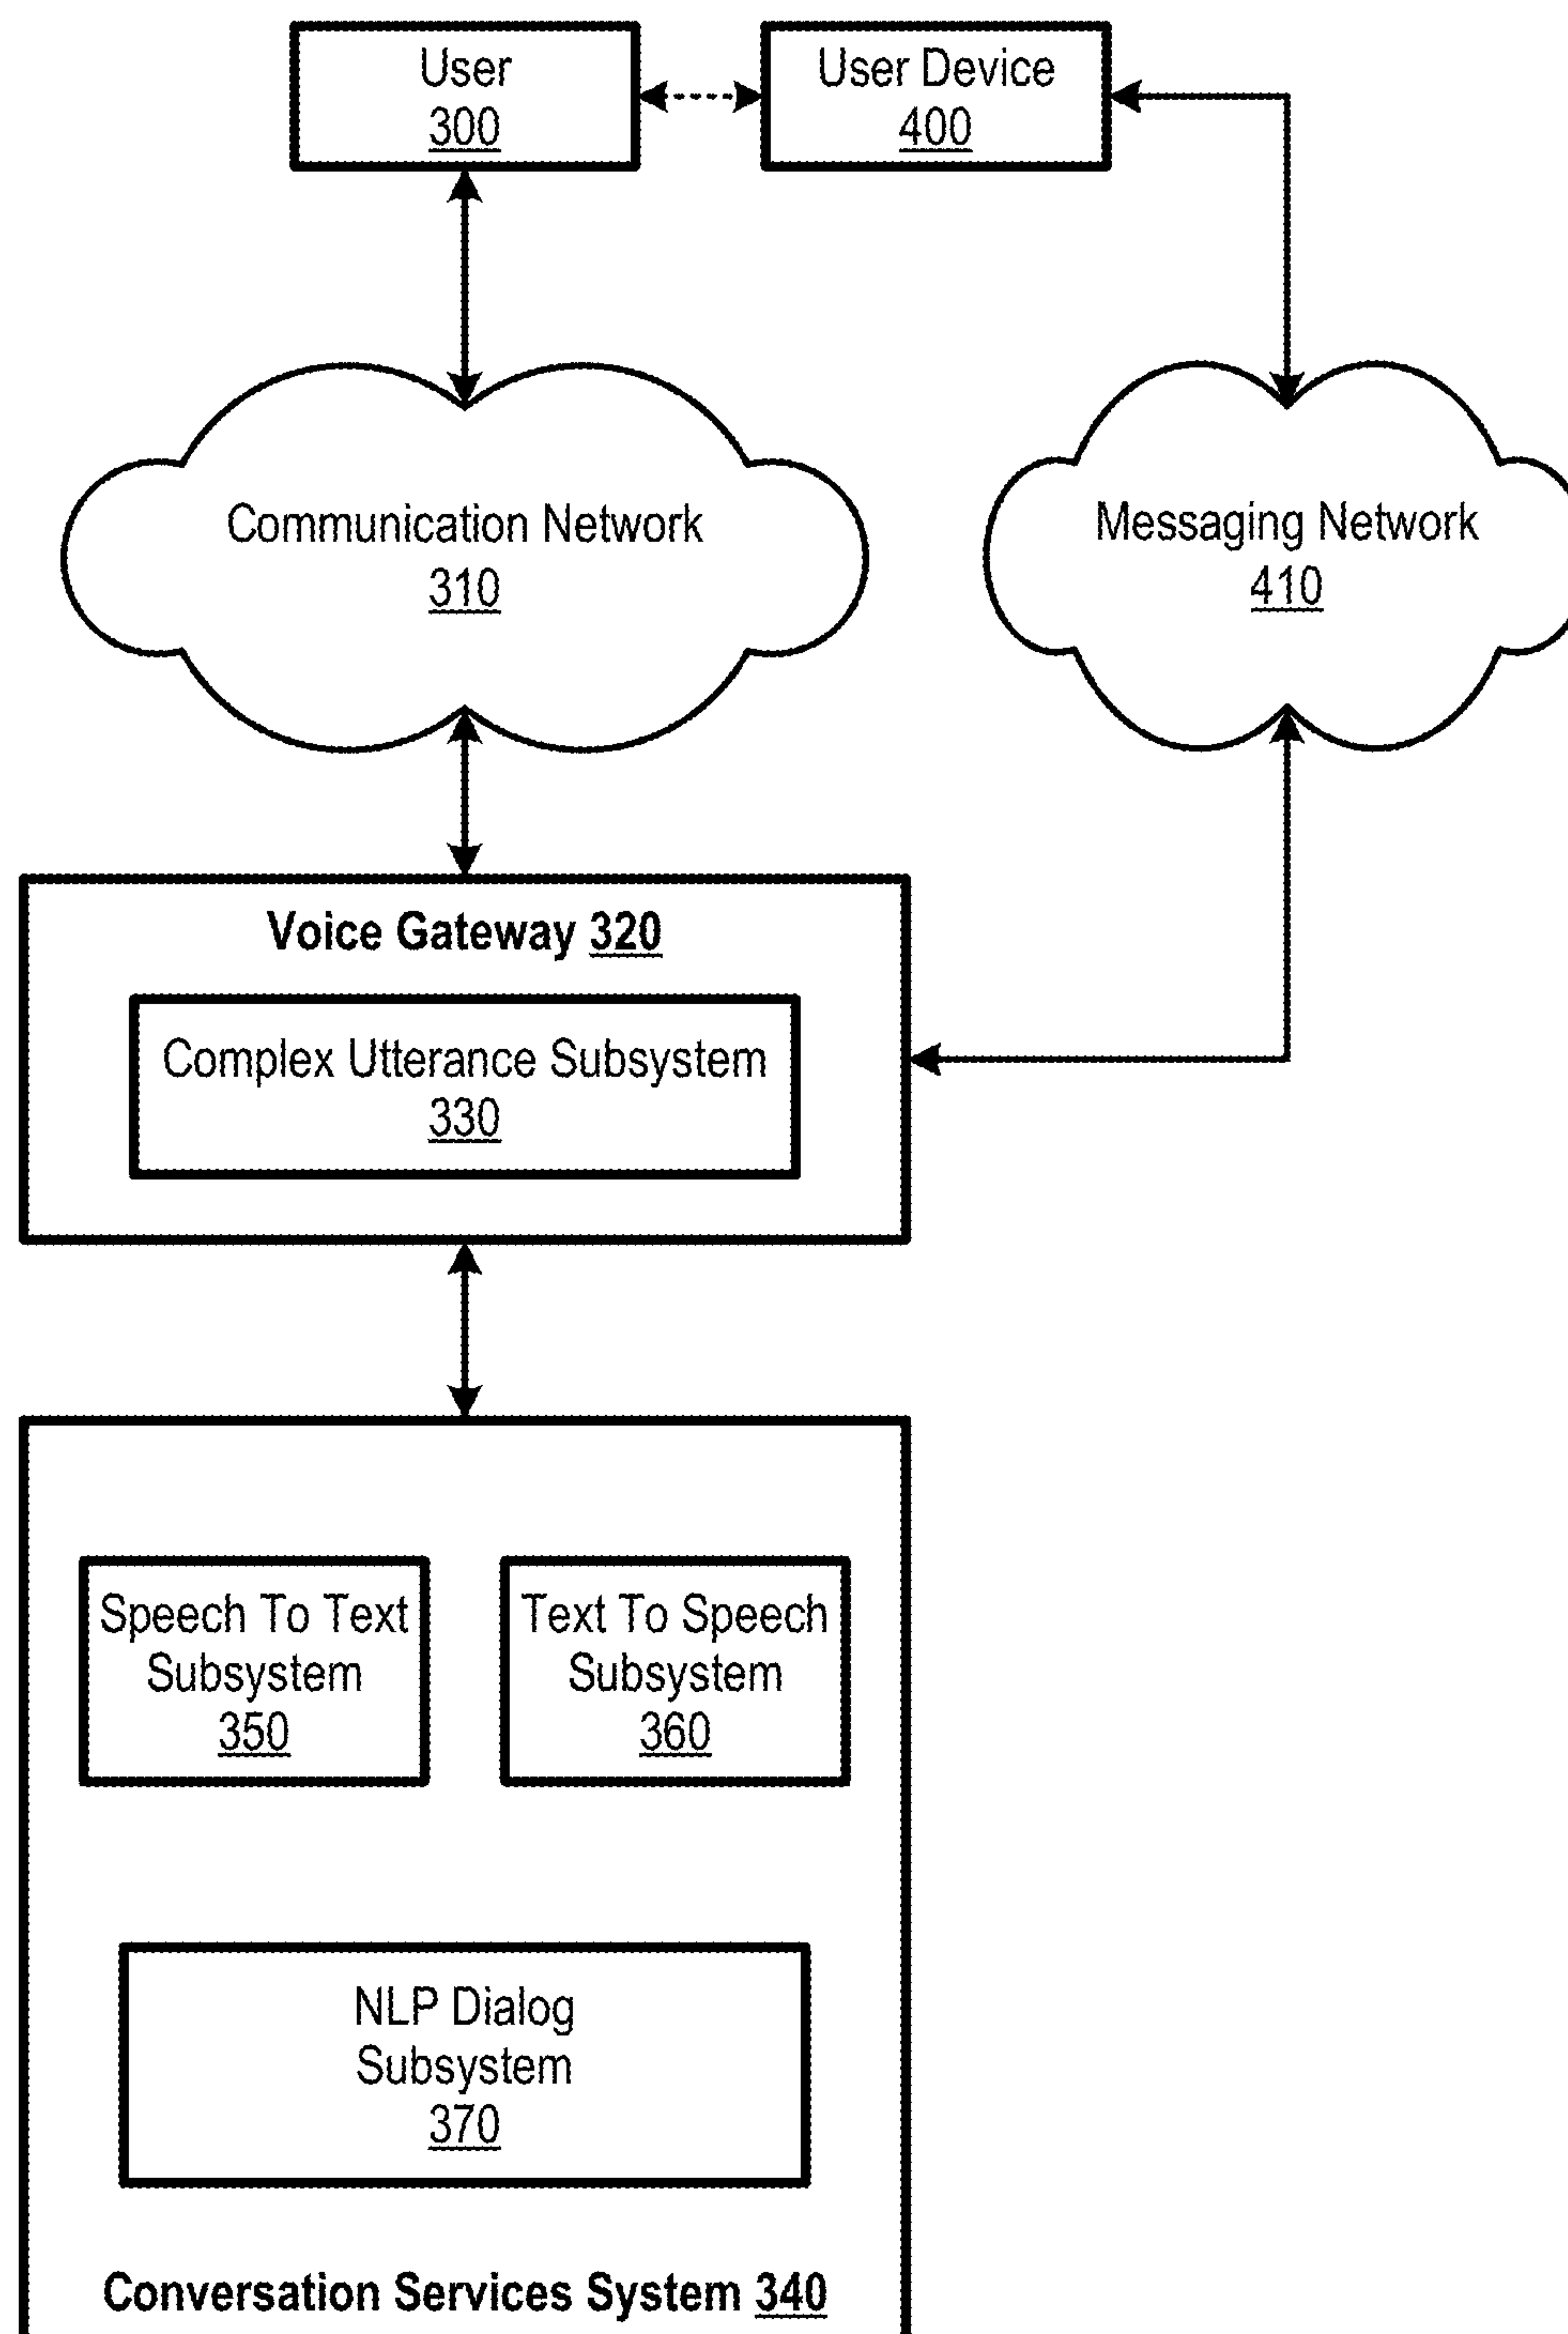 User
300
User Device
400
Communication Network
310
Messaging Network
410
Voice Gateway 320
Complex Utterance Subsystem
330
Speech To Text
Subsystem
350
Text To Speech
Subsystem
360
NLP Dialog
Subsystem
370
Conversation Services System 340